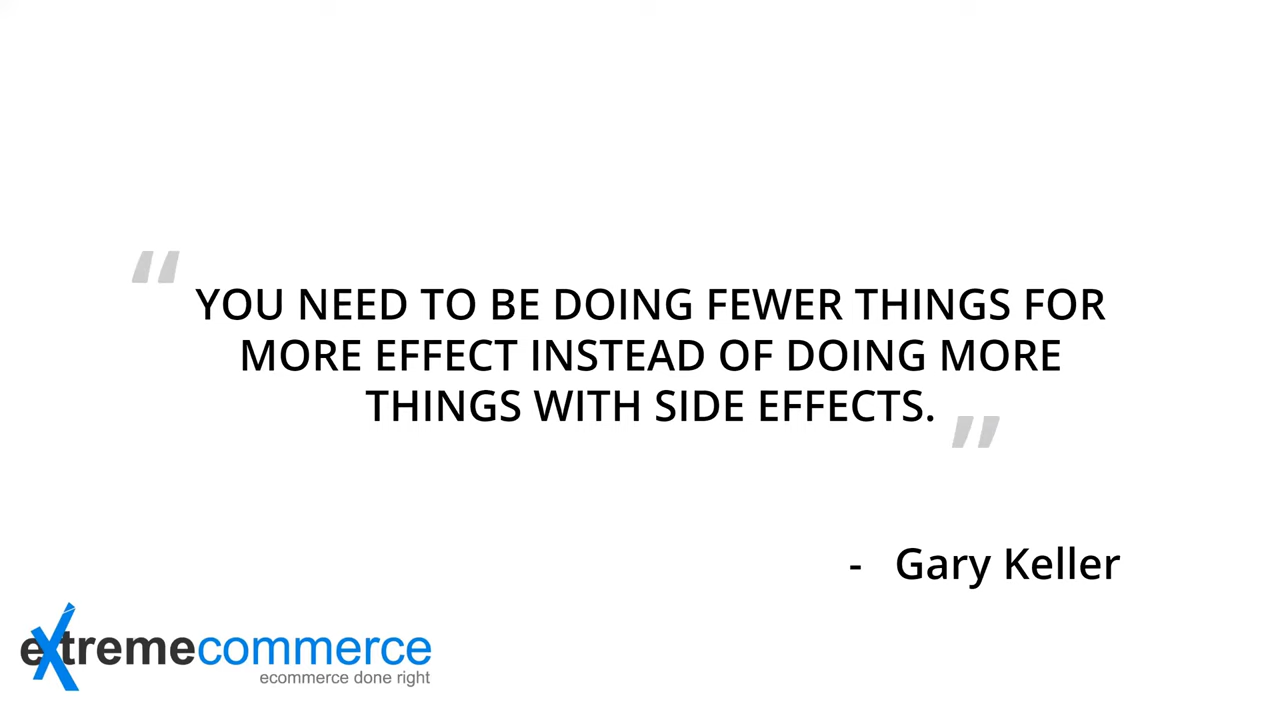 “
YOU NEED TO BE DOING FEWER THINGS FOR
MORE EFFECT INSTEAD OF DOING MORE
THINGS WITH SIDE EFFECTS.
”
- Gary Keller
extremecommerce
ecommerce done right